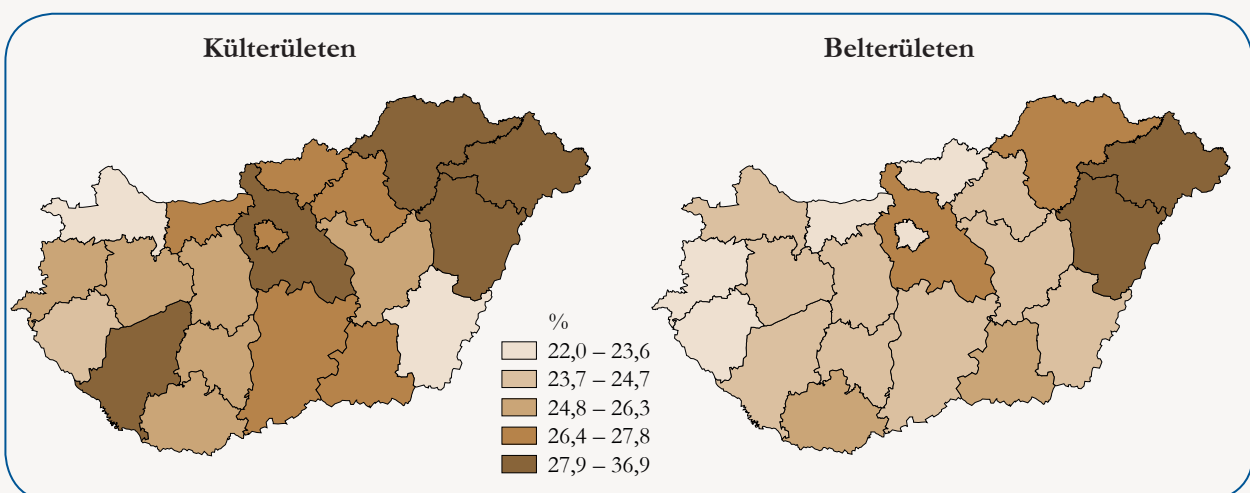 Külterületen
Belterületen
%
22,0 – 23,6
23,7 – 24,7
24,8 – 26,3
26,4 – 27,8
27,9 – 36,9